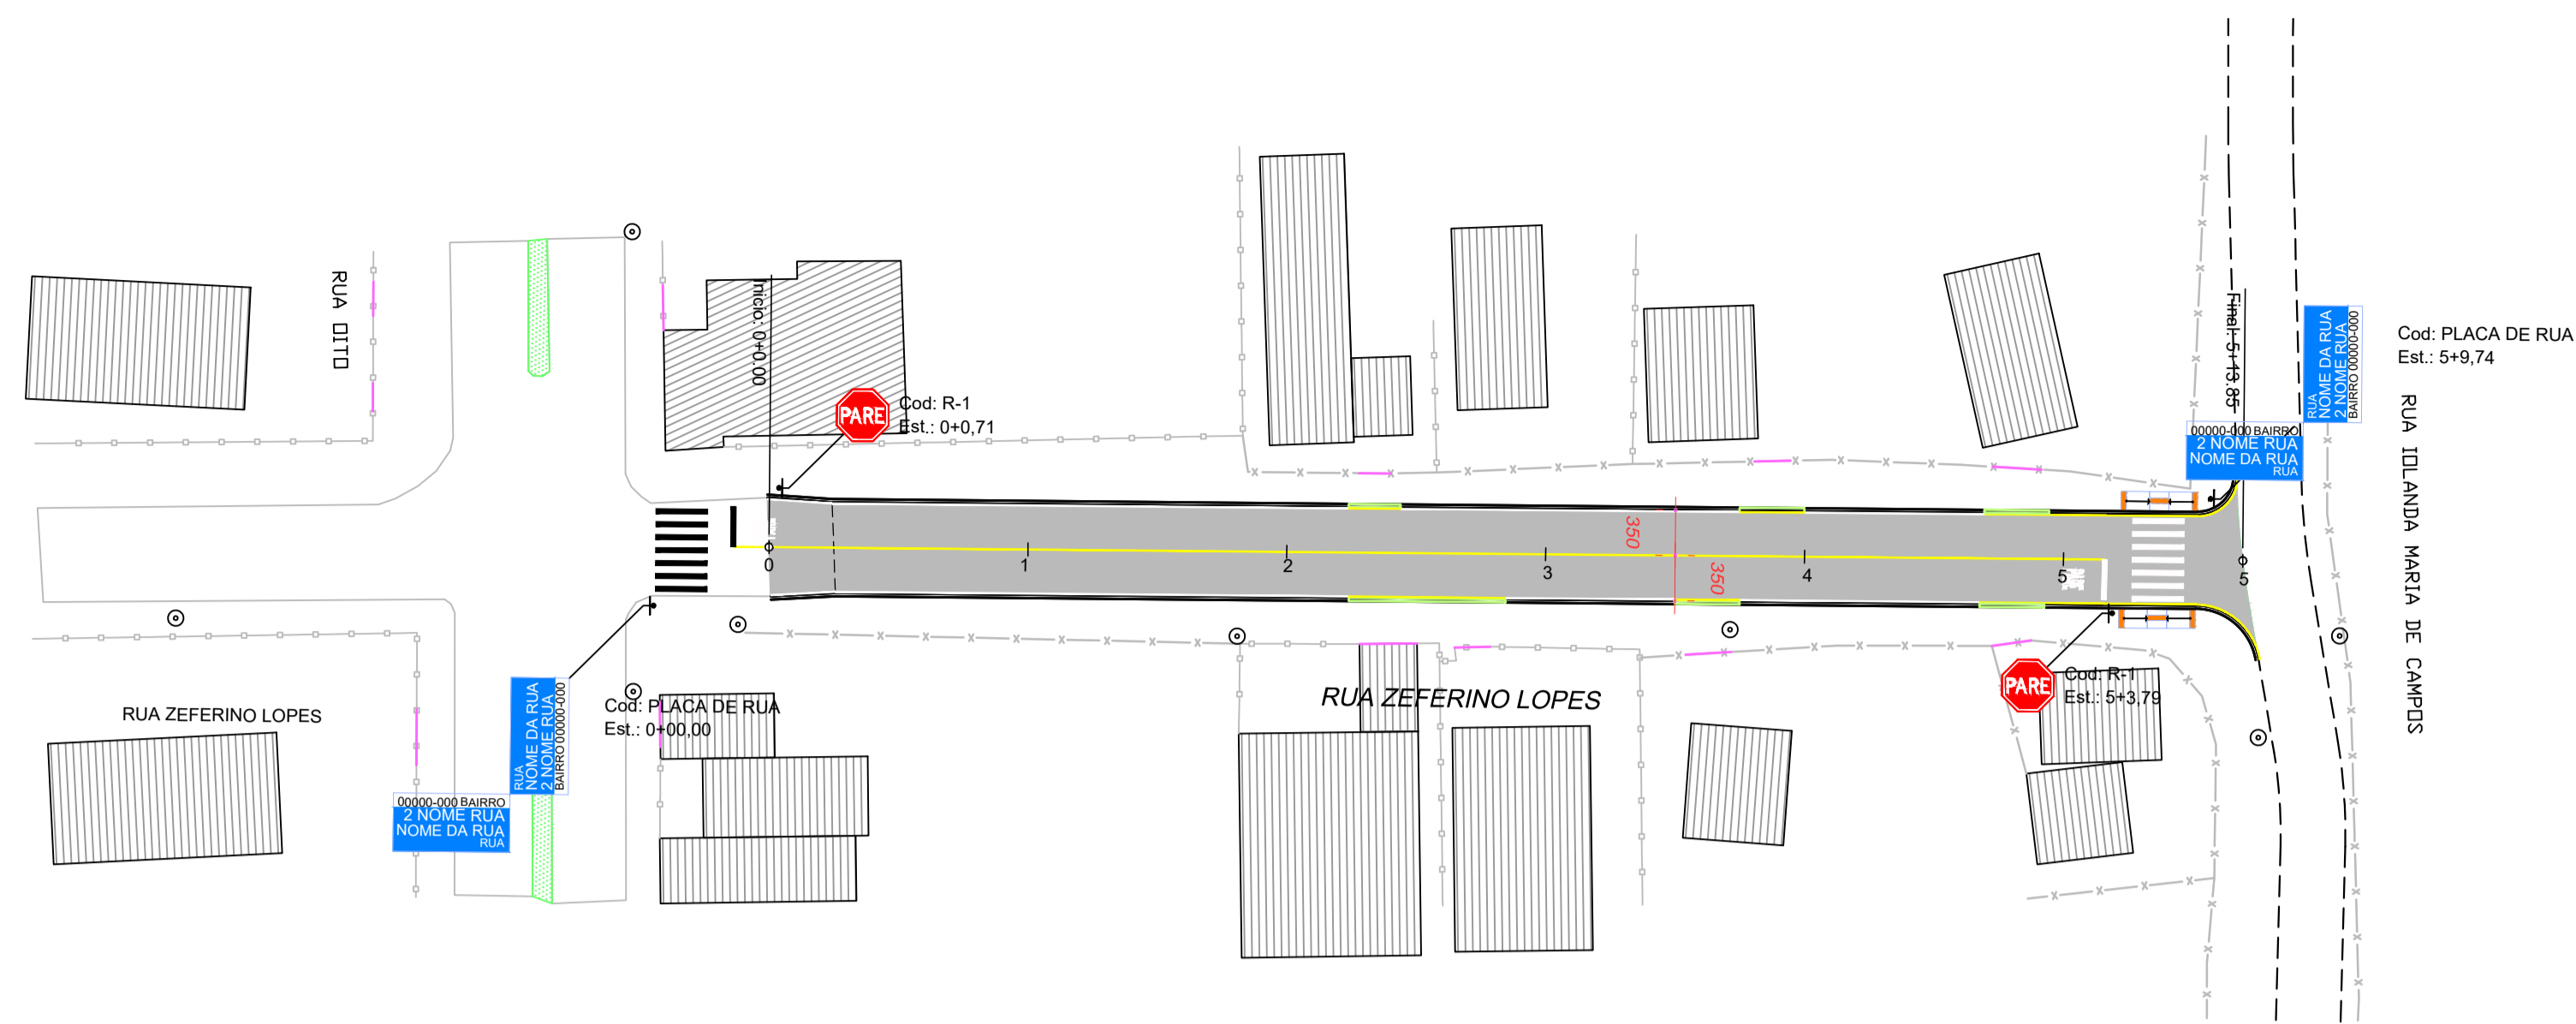 RUA OITO
Inicio: 0+0.00
PARE
Cod: R-1
Est.: 0+0,71
Final: 5+13.85
RUA
NOME DA RUA
2 NOME RUA
BAIRRO 00000-000
Cod: PLACA DE RUA
Est.: 5+9,74
00000-000 BAIRRO
2 NOME RUA
NOME DA RUA
RUA
RUA IOLANDA MARIA DE CAMPOS
350
350
0
1
2
3
4
5
5
RUA
NOME DA RUA
2 NOME RUA
BAIRRO 00000-000
Cod: PLACA DE RUA
Est.: 0+00,00
RUA ZEFERINO LOPES
00000-000 BAIRRO
2 NOME RUA
NOME DA RUA
RUA
RUA ZEFERINO LOPES
PARE
Cod: R-1
Est.: 5+3,79